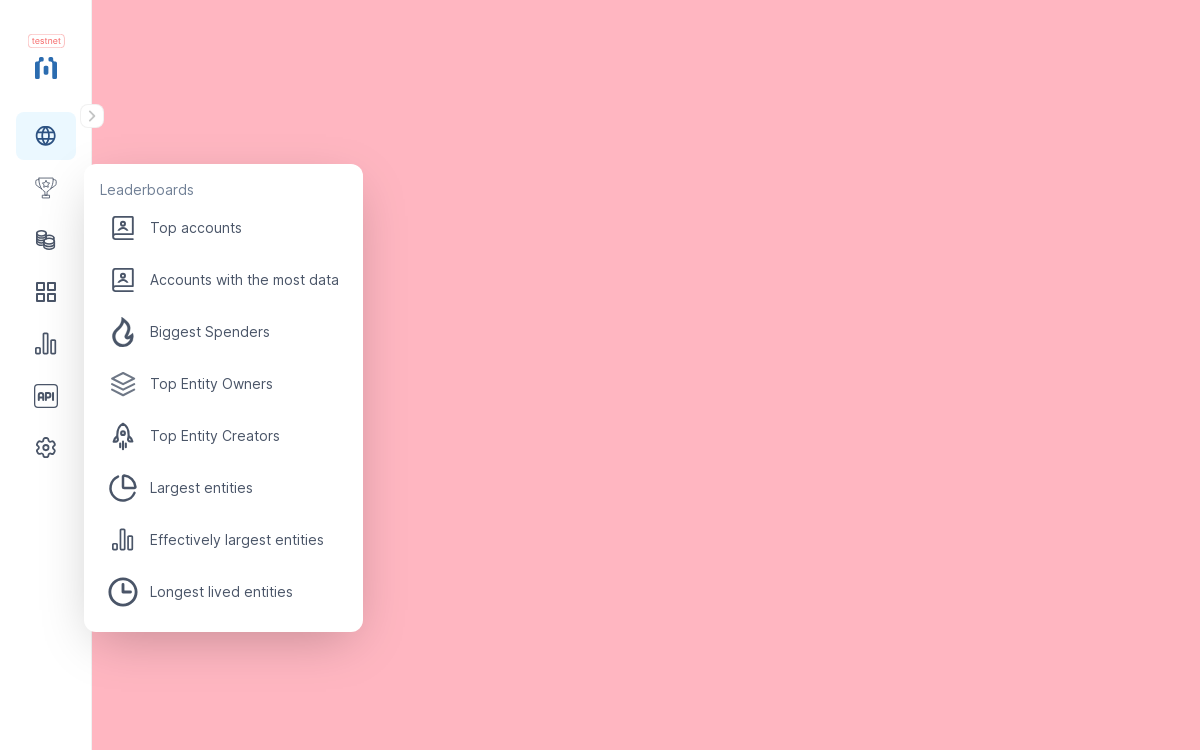 testnet
Leaderboards
Top accounts
Accounts with the most data
Biggest Spenders
Top Entity Owners
Top Entity Creators
API
Largest entities
Effectively largest entities
Longest lived entities